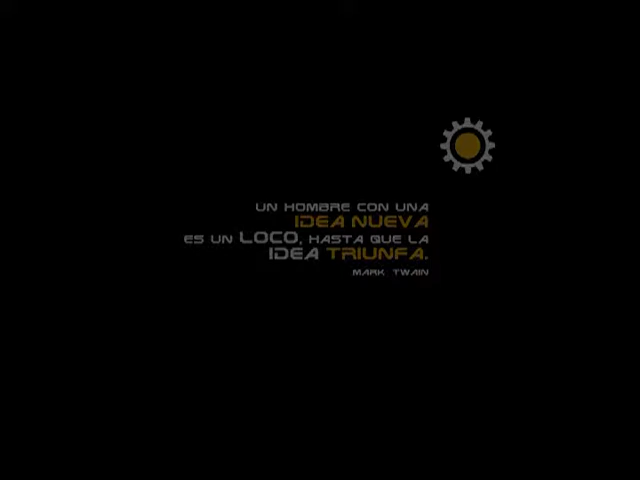 UN HOMBRE CON UNA
IDEA NUEVA
ES UN LOCO, HASTA QUE LA
IDEA TRIUNFA.
MARK TWAIN